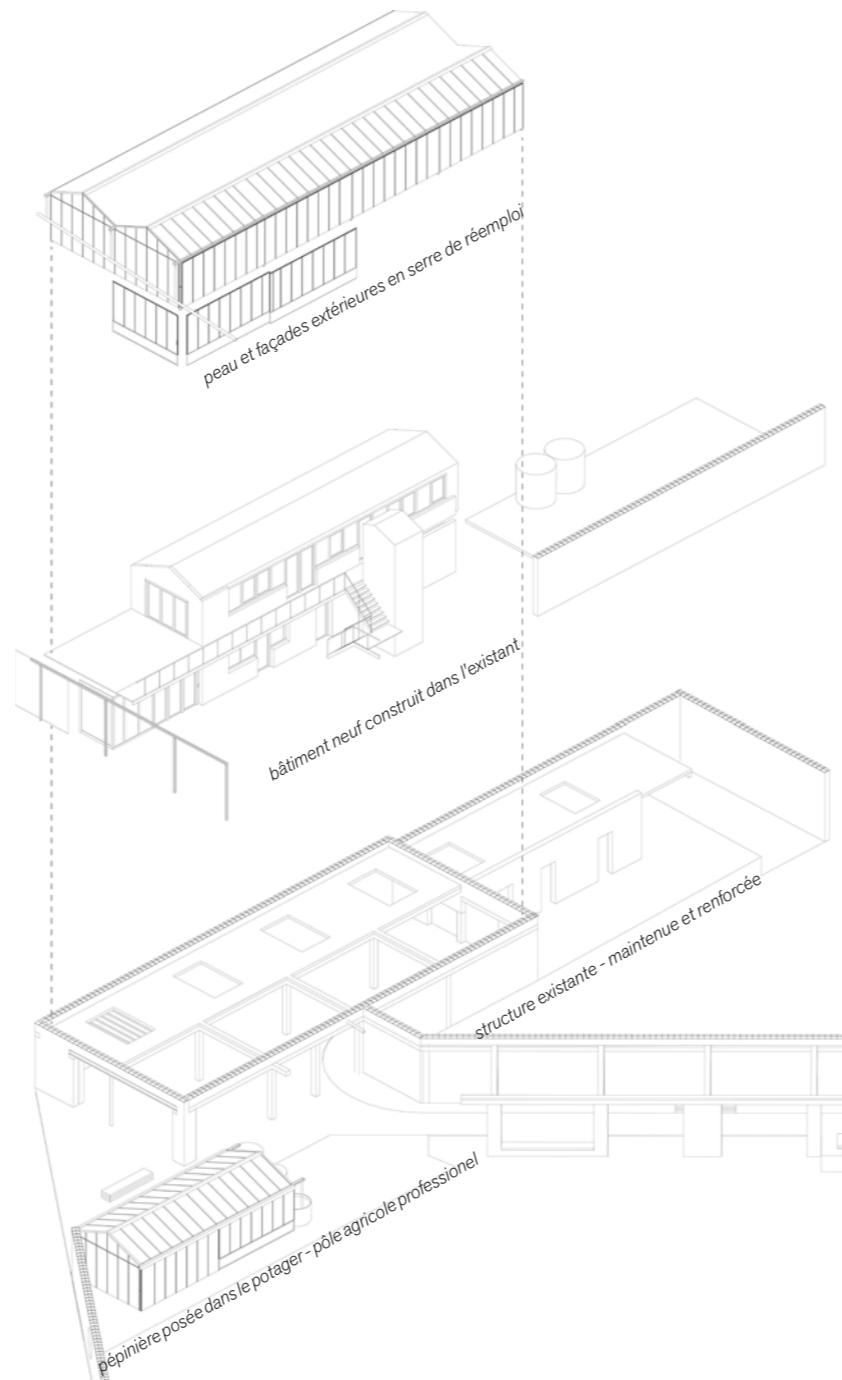 peau et façades extérieures en serre de réemploi
bâtiment neuf construit dans l'existant
structure existante - maintenue et renforcée
pépinière posée dans le potager - pôle agricole professionel